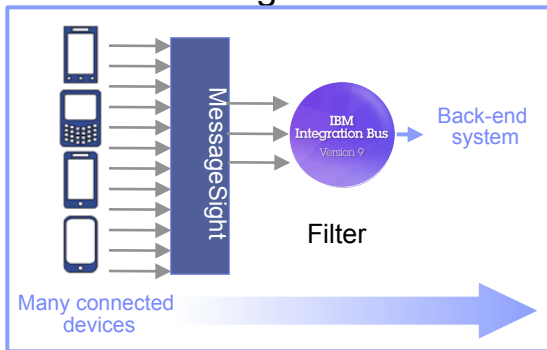 MessageSight
IBM
Integration Bus
Version 9
Back-end
system
Filter
Many connected
devices